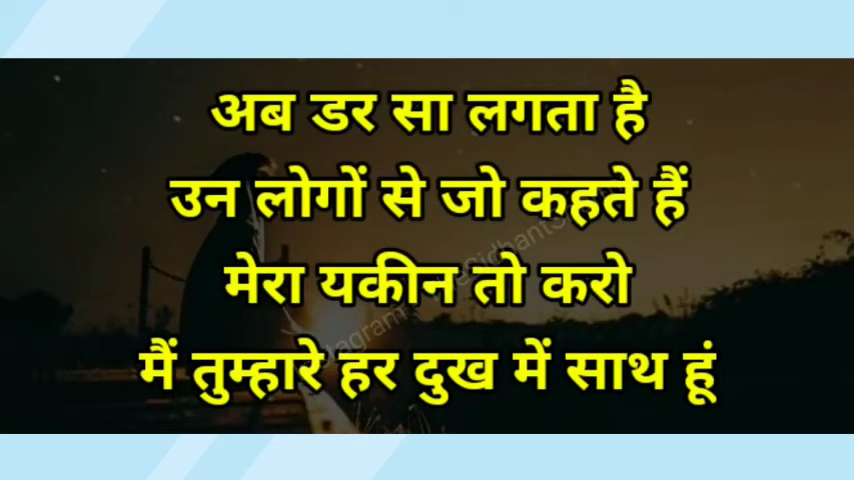 अब डर सा लगता है
उन लोगों से जो कहते हैं
मेरा यकीन तो करो
मैं तुम्हारे हर दुख में साथ हूं